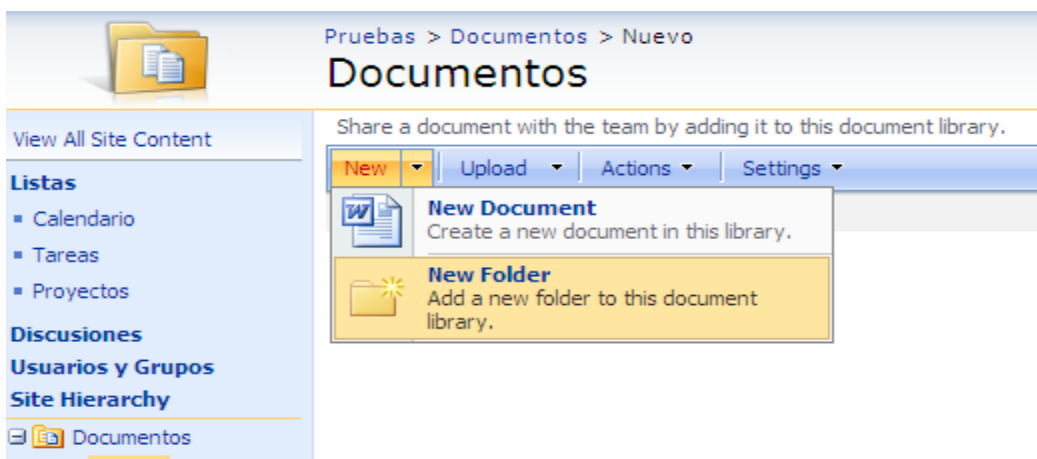 Pruebas > Documentos > Nuevo
Documentos
View All Site Content
Share a document with the team by adding it to this document library.
New Upload Actions Settings
Listas
Calendario
Tareas
Proyectos
Discusiones
Usuarios y Grupos
Site Hierarchy
Documentos
New Document
Create a new document in this library.
New Folder
Add a new folder to this document
library.